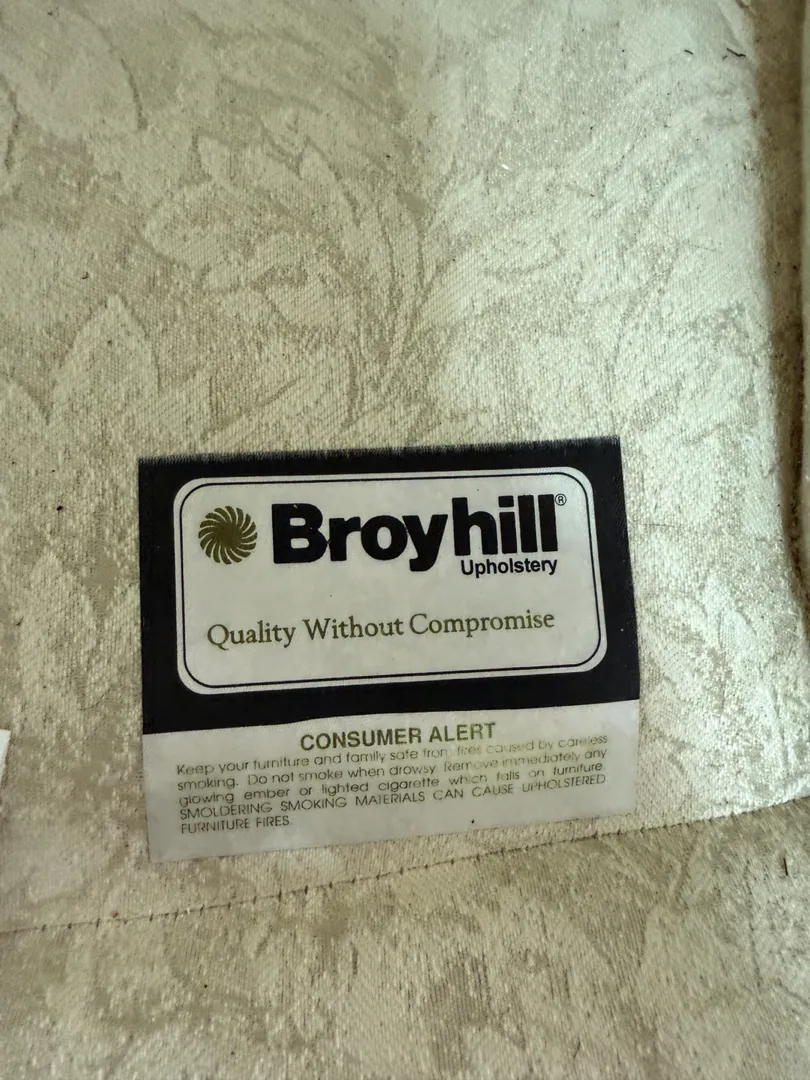 Broyhill®
Upholstery
Quality Without Compromise
CONSUMER ALERT
Keep your furniture and family safe from fires caused by careless
smoking. Do not smoke when drowsy. Remove immediately any
glowing ember or lighted cigarette which falls on furniture.
SMOLDERING SMOKING MATERIALS CAN CAUSE UPHOLSTERED
FURNITURE FIRES.